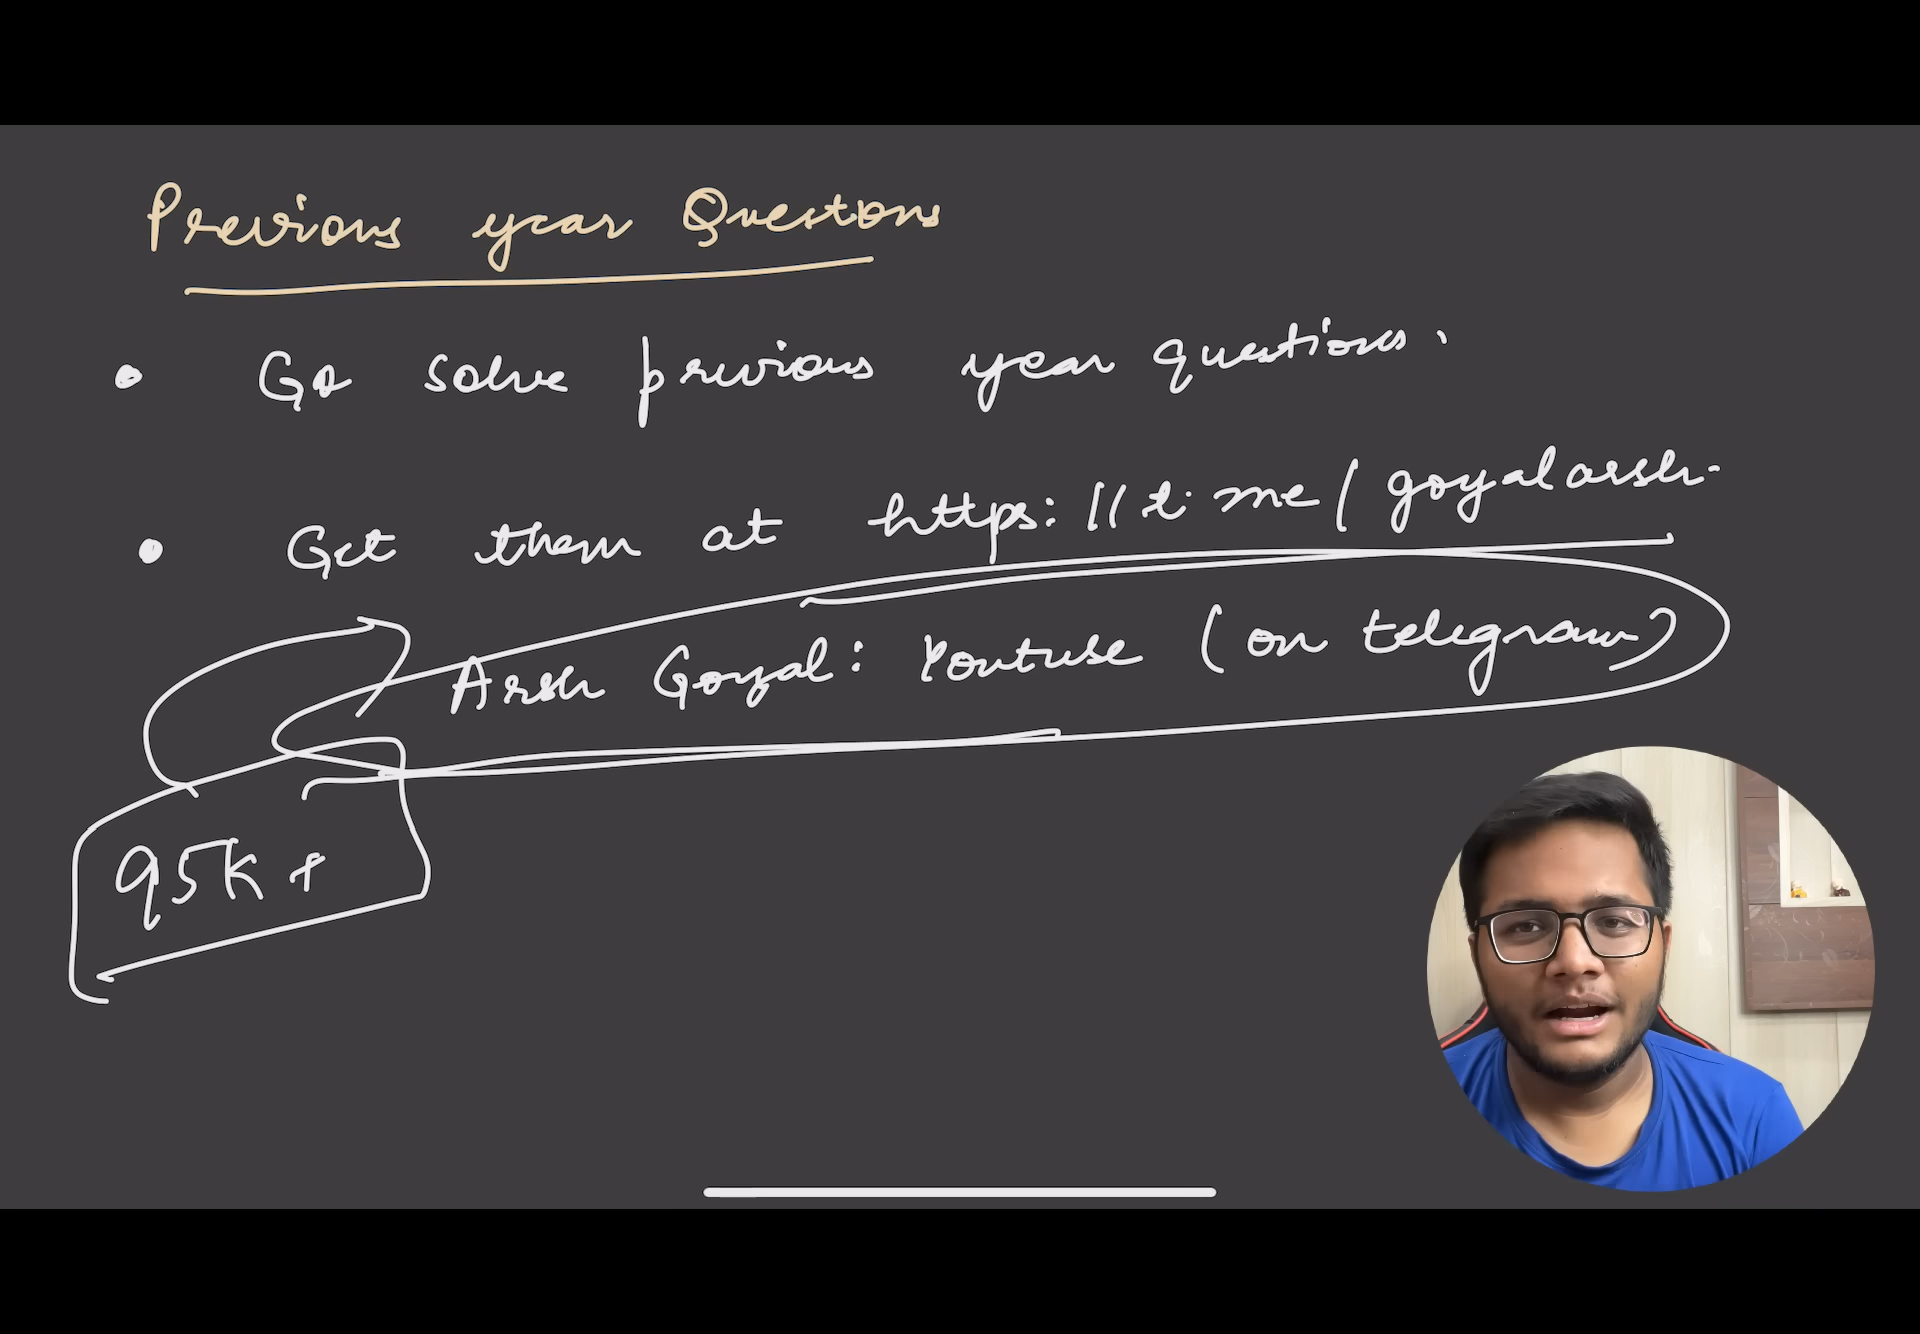 Previous year Questions
• Go solve previous year questions.
• Get them at https://t.me/goyalarsh
Arsh Goyal: Youtube (on telegram)
95K +